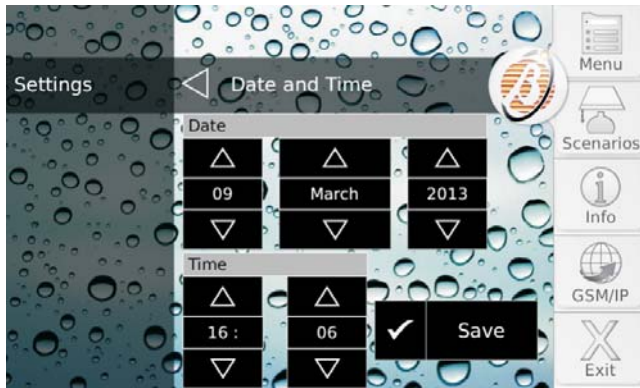 Settings
Date and Time
Date
09 March 2013
Time
16 : 06
Save
Menu
Scenarios
Info
GSM/IP
Exit